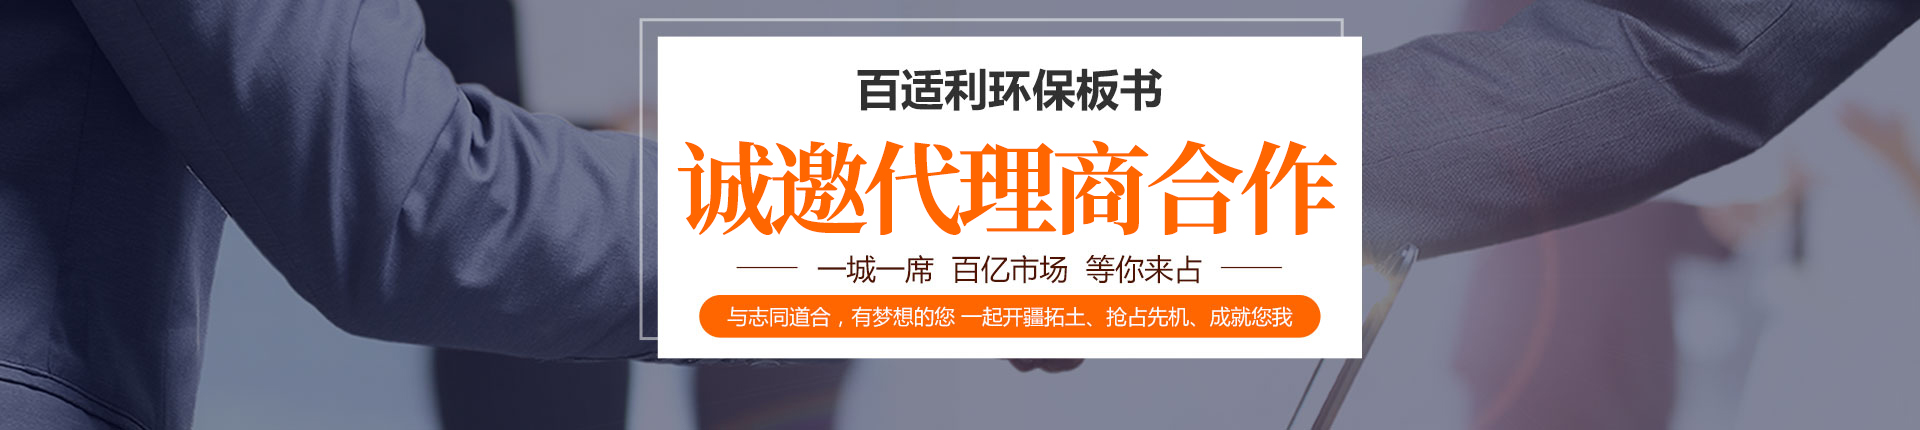 百适利环保板书
诚邀代理商合作
一城一席 百亿市场 等你来占
与志同道合，有梦想的您 一起开疆拓土、抢占先机、成就您我